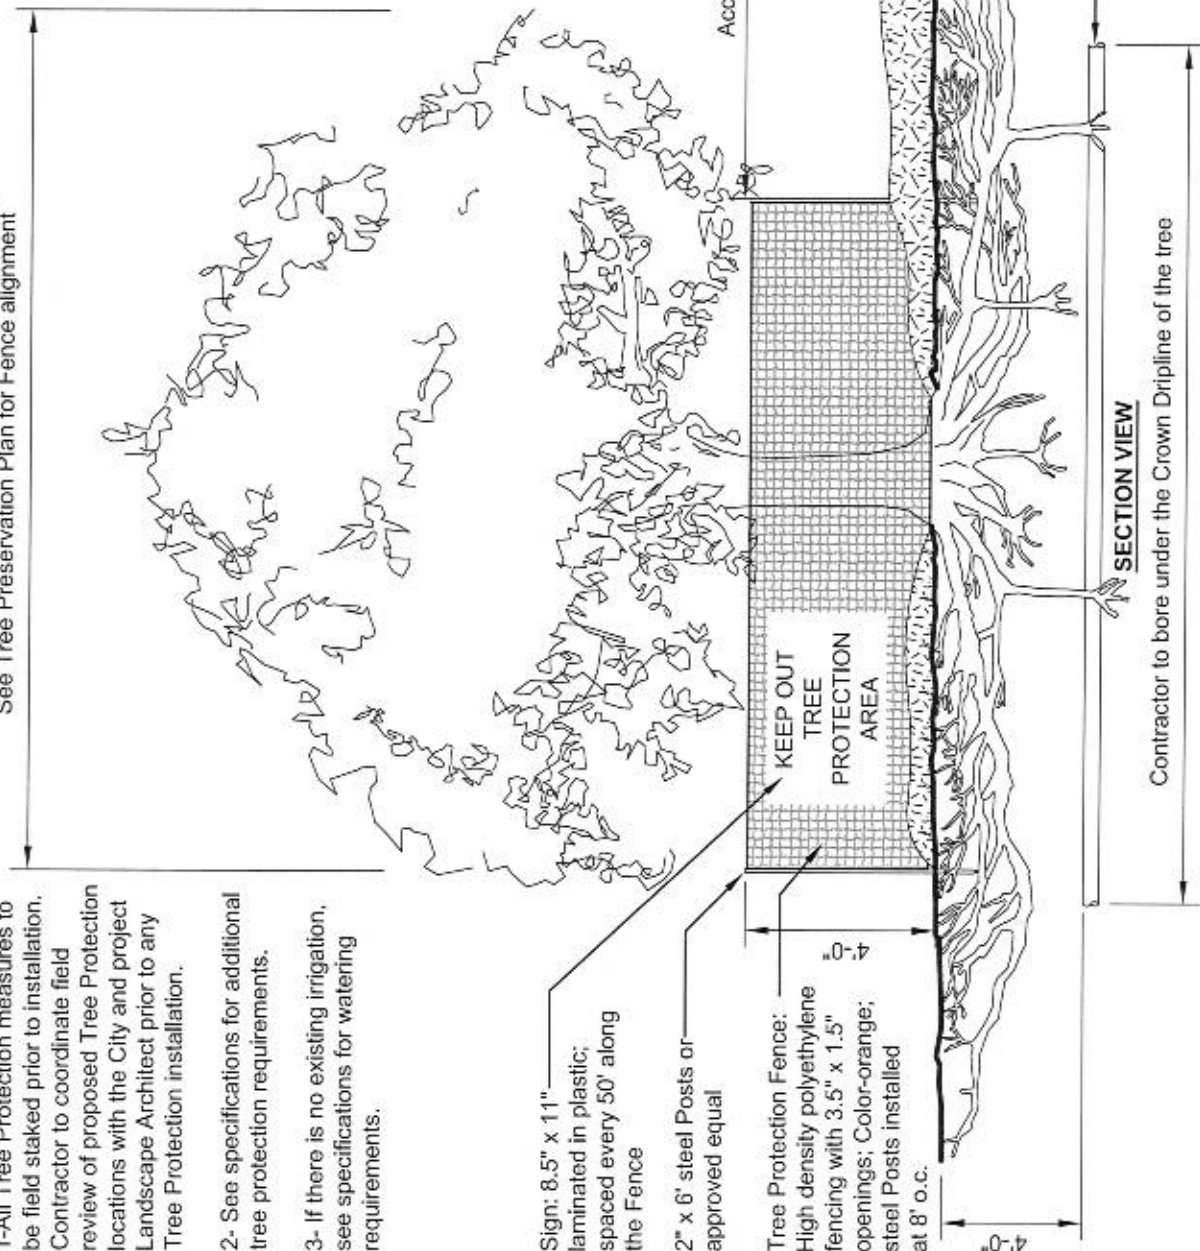 See Tree Preservation Plan for Fence alignment
1-All Tree Protection measures to
be field staked prior to installation.
Contractor to coordinate field
review of proposed Tree Protection
locations with the City and project
Landscape Architect prior to any
Tree Protection installation.
2- See specifications for additional
tree protection requirements.
3- If there is no existing irrigation,
see specifications for watering
requirements.
Sign: 8.5" x 11"
laminated in plastic;
spaced every 50' along
the Fence
2" x 6' steel Posts or
approved equal
Tree Protection Fence:
High density polyethylene
fencing with 3.5" x 1.5"
openings; Color-orange;
steel Posts installed
at 8' o.c.
KEEP OUT
TREE
PROTECTION
AREA
4'-0"
4'-0"
SECTION VIEW
Contractor to bore under the Crown Dripline of the tree